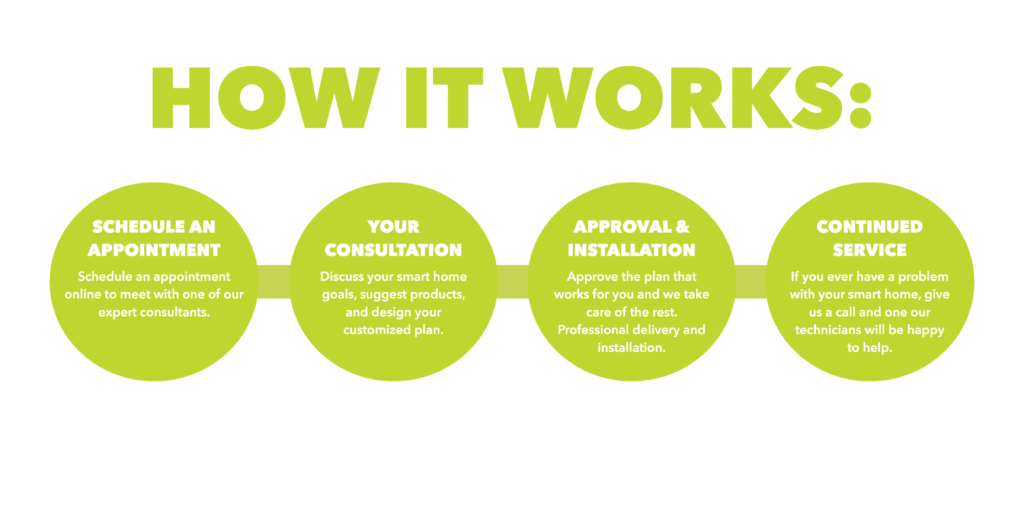 HOW IT WORKS:
SCHEDULE AN
APPOINTMENT
Schedule an appointment
online to meet with one of our
expert consultants.
YOUR
CONSULTATION
Discuss your smart home
goals, suggest products,
and design your
customized plan.
APPROVAL &
INSTALLATION
Approve the plan that
works for you and we take
care of the rest.
Professional delivery and
installation.
CONTINUED
SERVICE
If you ever have a problem
with your smart home, give
us a call and one our
technicians will be happy
to help.